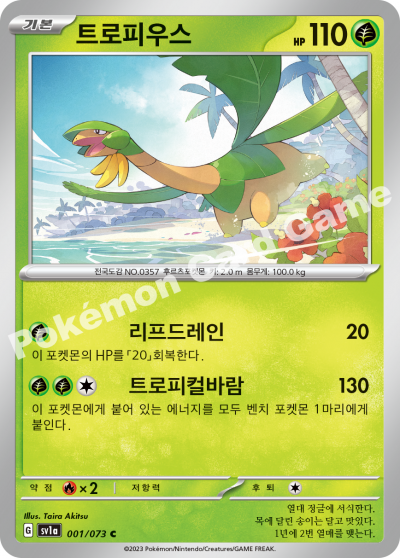 기본 트로피우스 HP 110
전국도감 NO.0357 후르츠포켓몬 키: 2.0 m 몸무게: 100.0 kg
리프드레인 20
이 포켓몬의 HP를 「20」회복한다.
트로피컬바람 130
이 포켓몬에게 붙어 있는 에너지를 모두 벤치 포켓몬 1마리에게
붙인다.
약점 ×2 저항력 후퇴
Illus. Taira Akitsu
G sv1a 001/073 C
열대 정글에 서식한다.
목에 달린 송이는 달고 맛있다.
1년에 2번 열매를 맺는다.
©2023 Pokémon/Nintendo/Creatures/GAME FREAK.
Pokémon Card Game